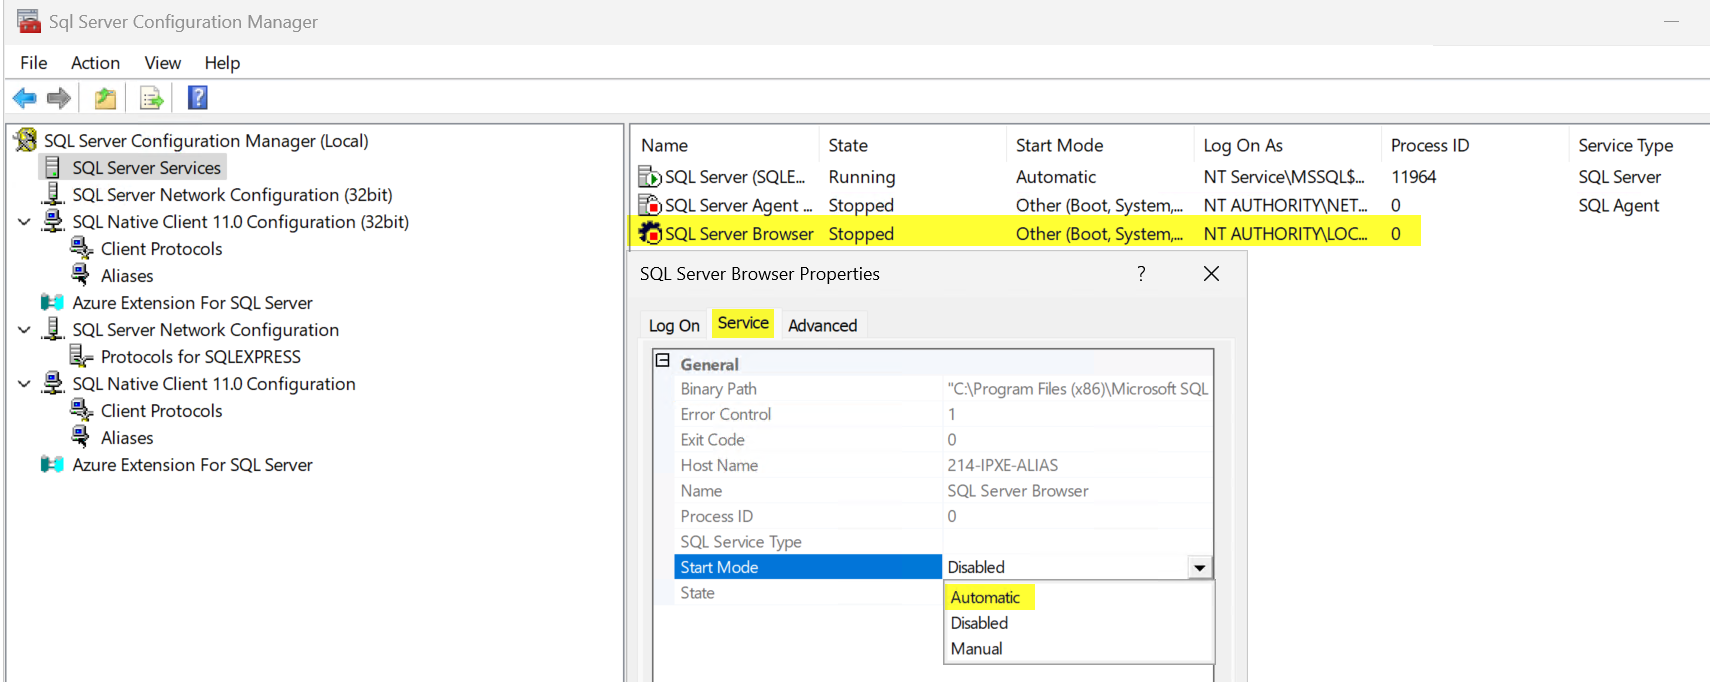 Sql Server Configuration Manager
File Action View Help
?
SQL Server Configuration Manager (Local)
SQL Server Services
SQL Server Network Configuration (32bit)
SQL Native Client 11.0 Configuration (32bit)
Client Protocols
Aliases
Azure Extension For SQL Server
SQL Server Network Configuration
Protocols for SQLEXPRESS
SQL Native Client 11.0 Configuration
Client Protocols
Aliases
Azure Extension For SQL Server
Name State Start Mode Log On As Process ID Service Type
SQL Server (SQLE... Running Automatic NT Service\MSSQL$... 11964 SQL Server
SQL Server Agent ... Stopped Other (Boot, System,... NT AUTHORITY\NET... 0 SQL Agent
SQL Server Browser Stopped Other (Boot, System,... NT AUTHORITY\LOC... 0
SQL Server Browser Properties ?
Log On Service Advanced
General
Binary Path "C:\Program Files (x86)\Microsoft SQL
Error Control 1
Exit Code 0
Host Name 214-IPXE-ALIAS
Name SQL Server Browser
Process ID 0
SQL Service Type
Start Mode Disabled
State
Automatic
Disabled
Manual